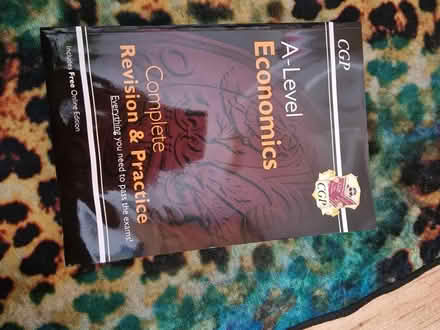 CGP
A-Level
Economics
CGP
Complete
Revision & Practice
Everything you need to pass the exams!
Includes Free Online Edition